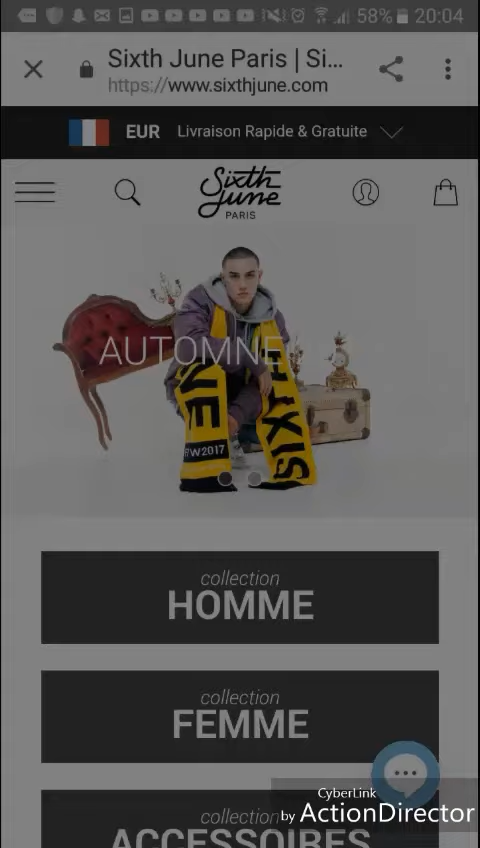 58% 20:04
Sixth June Paris | Si...
https://www.sixthjune.com
EUR Livraison Rapide & Gratuite
Sixth
June
PARIS
AUTOMNE
NE
FW2017
SIXTH
collection
HOMME
collection
FEMME
collection
ACCESSOIRES
CyberLink
by ActionDirector